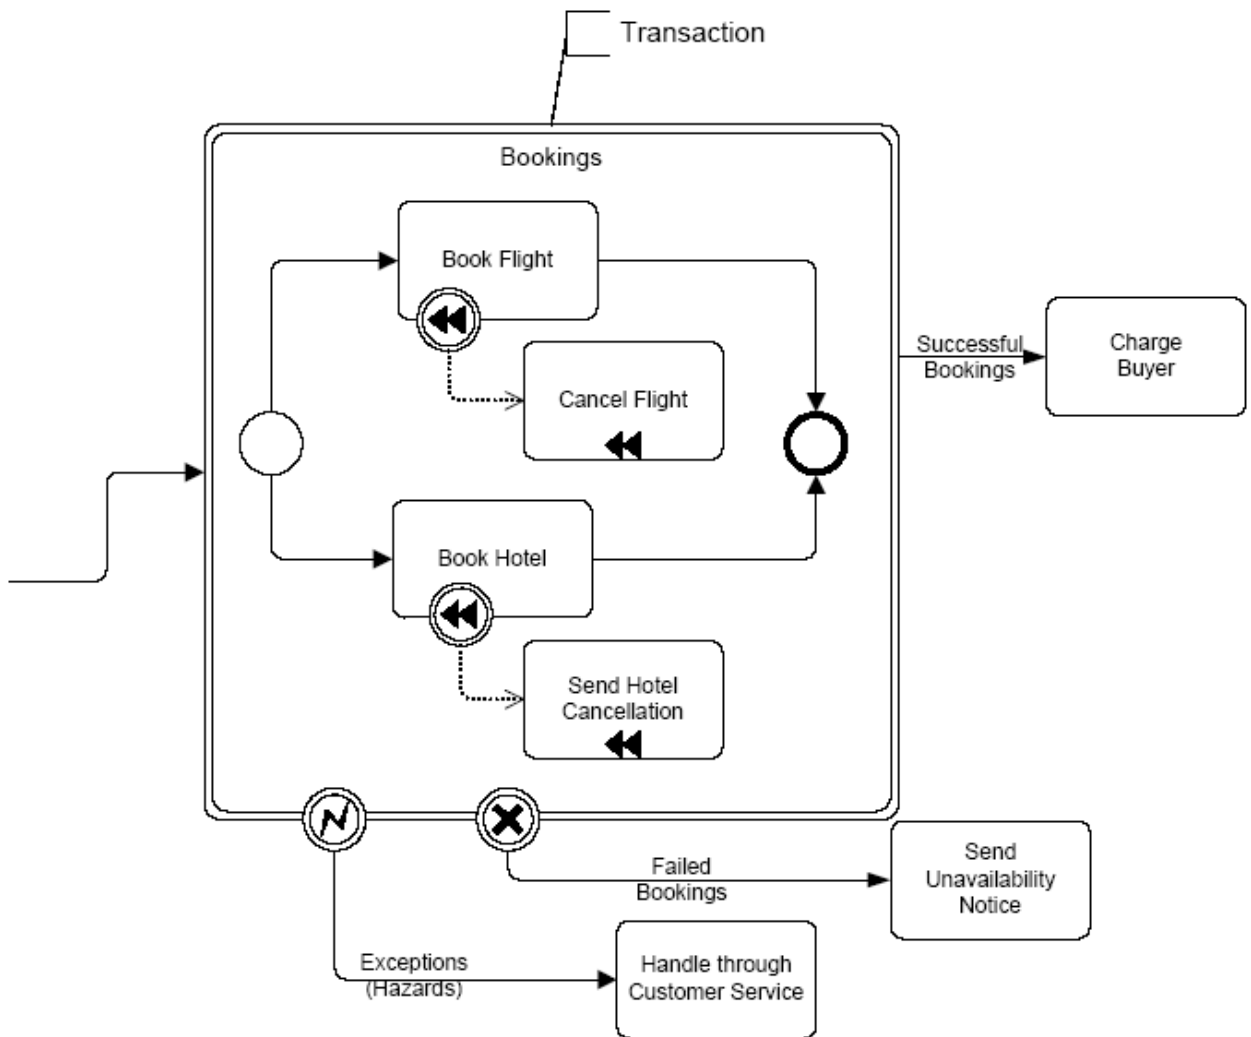 Transaction
Bookings
Book Flight
Cancel Flight
Successful
Bookings
Charge
Buyer
Book Hotel
Send Hotel
Cancellation
Failed
Bookings
Send
Unavailability
Notice
Exceptions
(Hazards)
Handle through
Customer Service